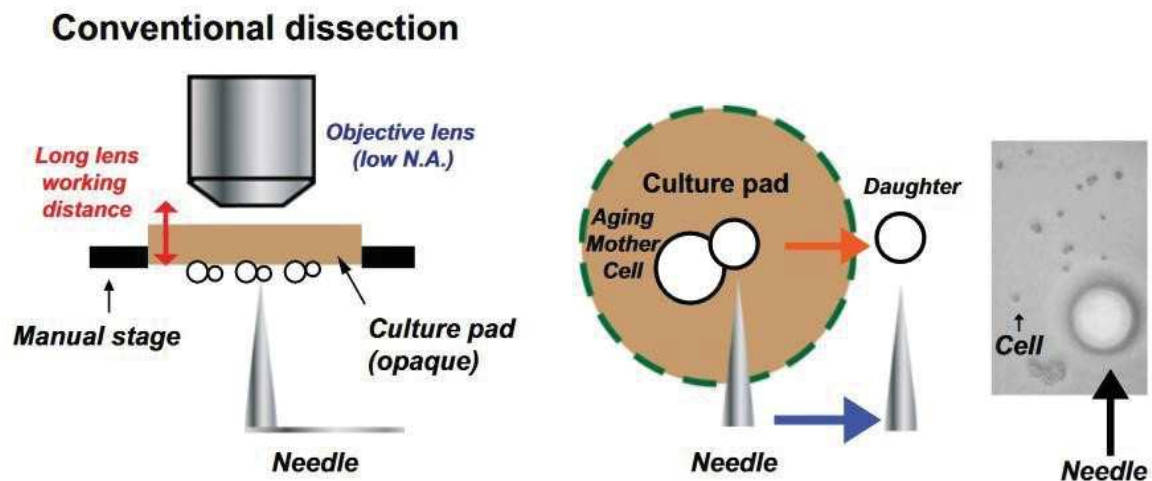 Conventional dissection
Long lens
working
distance
Objective lens
(low N.A.)
Manual stage
Culture pad
(opaque)
Needle
Culture pad
Aging
Mother
Cell
Daughter
Needle
Cell
Needle